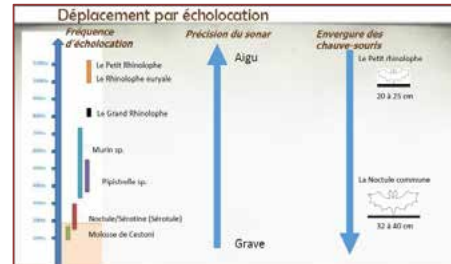 Déplacement par écholocation
Fréquence
d'écholocation
Précision du sonar
Envergure des
chauve-souris
Aigu
Le Petit rhinolophe
Le Petit Rhinolophe
Le Rhinolophe euryale
20 à 25 cm
Le Grand Rhinolophe
Murin sp.
Pipistrelle sp.
La Noctule commune
Noctule/Sérotine (Sérotule)
Molosse de Cestoni
32 à 40 cm
Grave